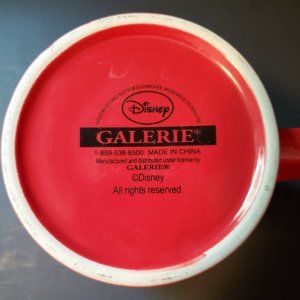 Disney
GALERIE®
1-859-538-8500 MADE IN CHINA
Manufactured and distributed under license by
GALERIE®
©Disney
All rights reserved